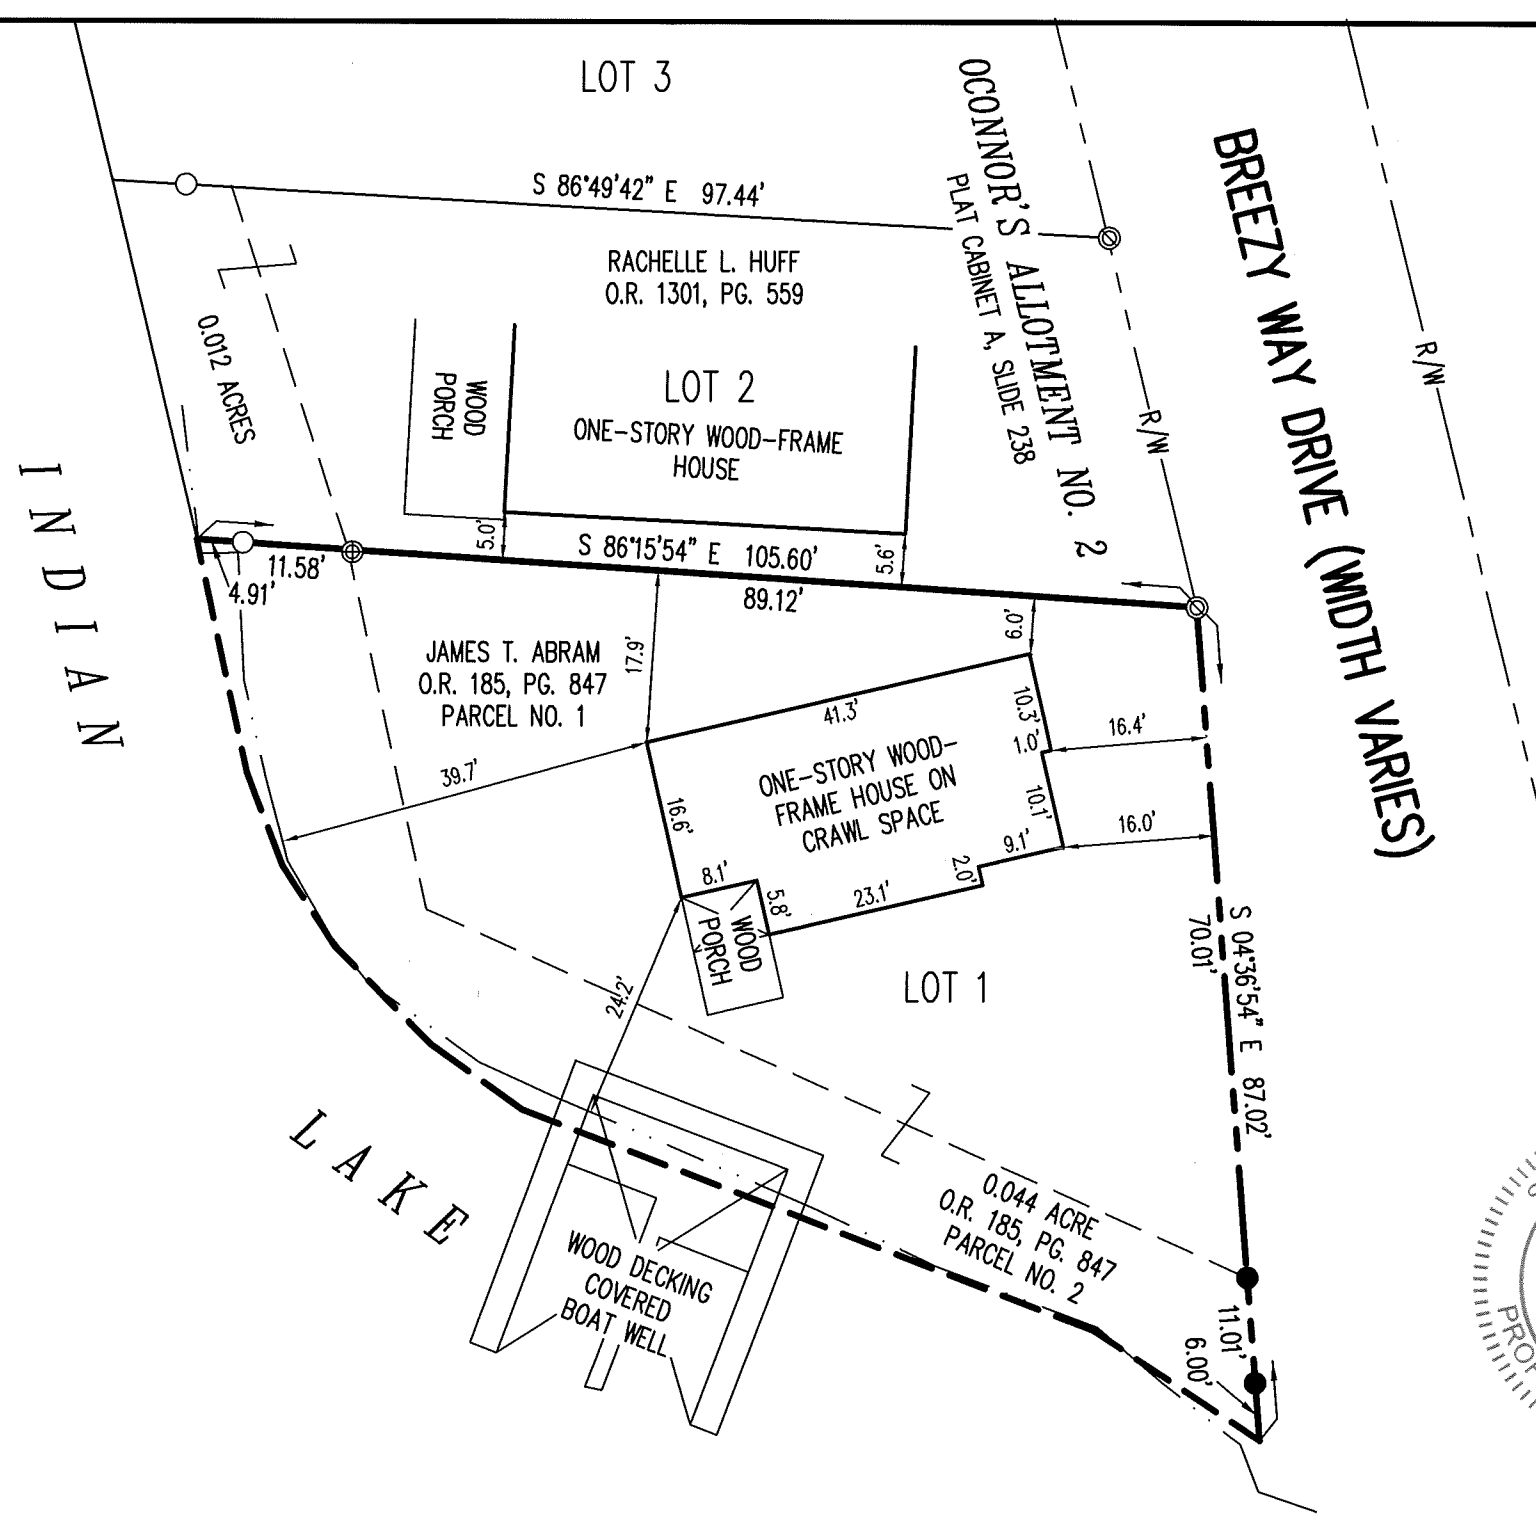 LOT 3
S 86°49'42" E 97.44'
RACHELLE L. HUFF
O.R. 1301, PG. 559
OCONNOR'S ALLOTMENT NO. 2
PLAT CABINET A, SLIDE 238
BREEZY WAY DRIVE (WIDTH VARIES)
R/W
R/W
0.012 ACRES
WOOD
PORCH
LOT 2
ONE-STORY WOOD-FRAME
HOUSE
5.0'
S 86°15'54" E 105.60'
5.6'
11.58'
4.91'
89.12'
INDIAN
JAMES T. ABRAM
O.R. 185, PG. 847
PARCEL NO. 1
17.9'
9.0'
41.3'
10.3'
1.0'
16.4'
39.7'
ONE-STORY WOOD-
FRAME HOUSE ON
CRAWL SPACE
16.6'
10.1'
16.0'
9.1'
2.0'
8.1'
5.8'
23.1'
WOOD
PORCH
LOT 1
24.2'
S 04°36'54" E 87.02'
70.01'
LAKE
WOOD DECKING
COVERED
BOAT WELL
0.044 ACRE
O.R. 185, PG. 847
PARCEL NO. 2
11.01'
6.00'